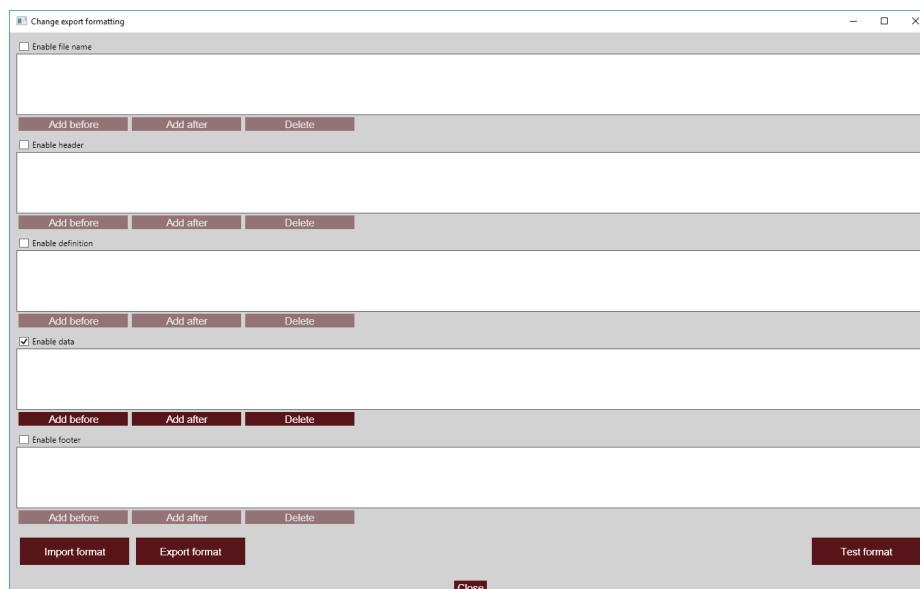 Change export formatting
Enable file name
Add before Add after Delete
Enable header
Add before Add after Delete
Enable definition
Add before Add after Delete
Enable data
Add before Add after Delete
Enable footer
Add before Add after Delete
Import format Export format Test format
Close